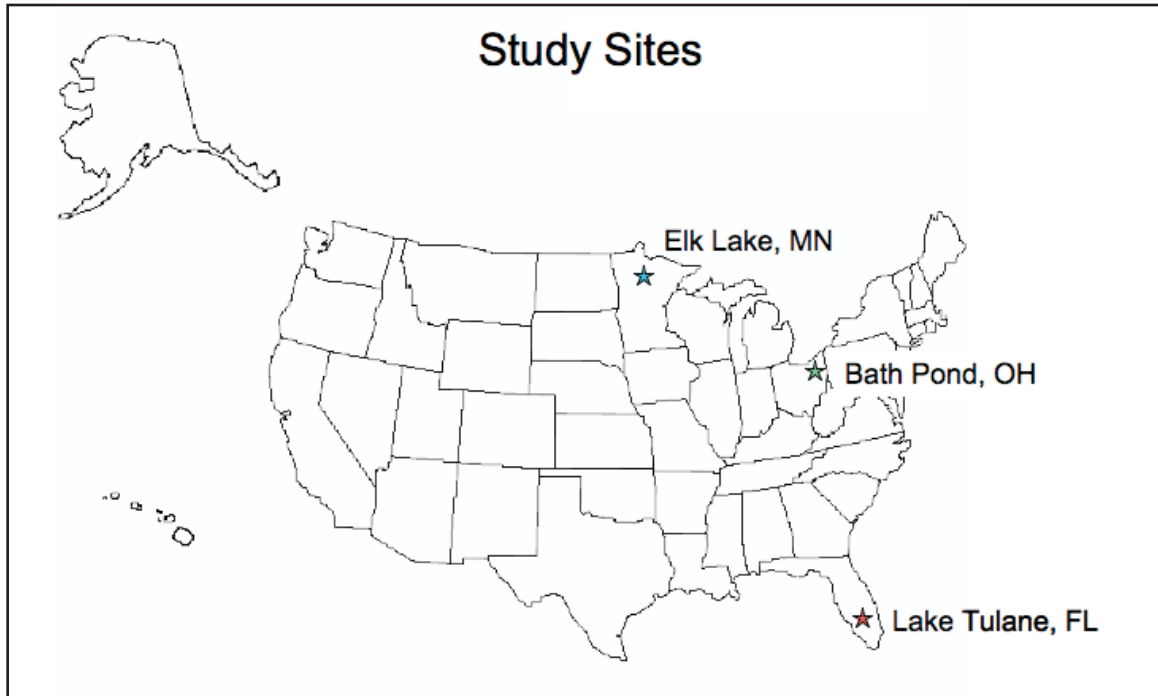 Study Sites
Elk Lake, MN
Bath Pond, OH
Lake Tulane, FL